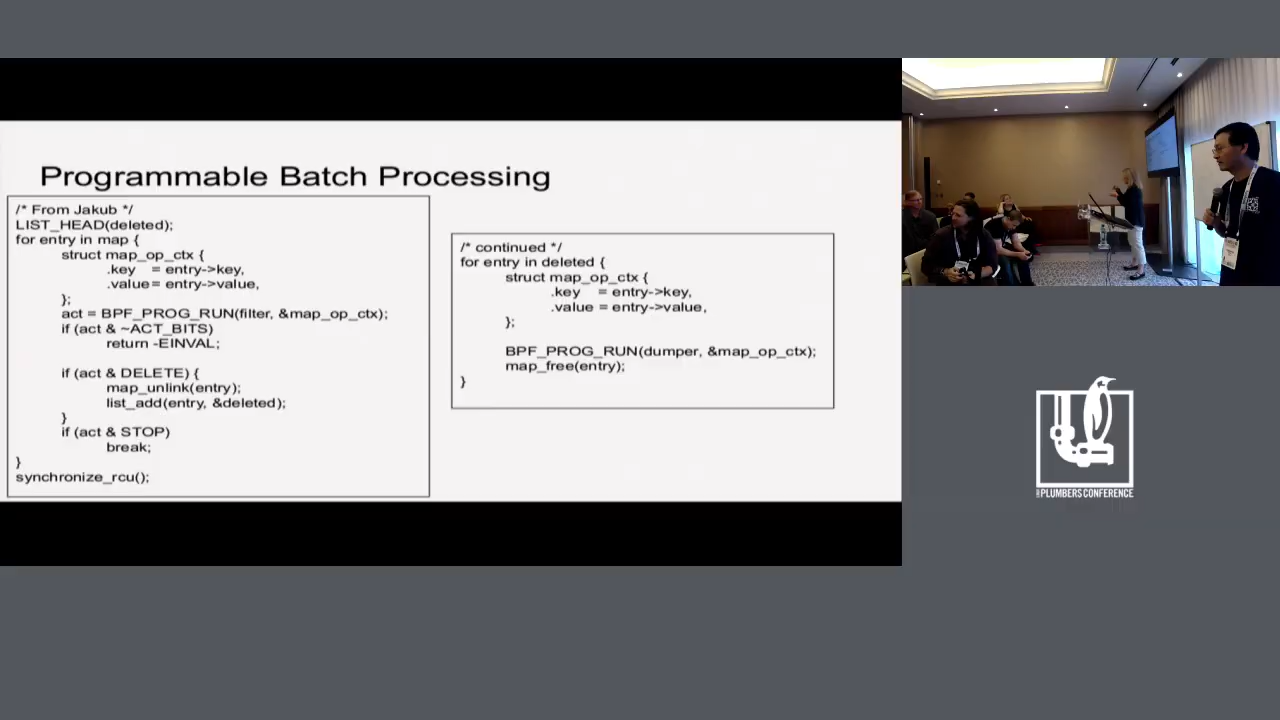 Programmable Batch Processing
/* From Jakub */
LIST_HEAD(deleted);
for entry in map {
struct map_op_ctx {
.key = entry->key,
.value= entry->value,
};
act = BPF_PROG_RUN(filter, &map_op_ctx);
if (act & ~ACT_BITS)
return -EINVAL;
if (act & DELETE) {
map_unlink(entry);
list_add(entry, &deleted);
}
if (act & STOP)
break;
}
synchronize_rcu();
/* continued */
for entry in deleted {
struct map_op_ctx {
.key = entry->key,
.value = entry->value,
};
BPF_PROG_RUN(dumper, &map_op_ctx);
map_free(entry);
}
PLUMBERS CONFERENCE